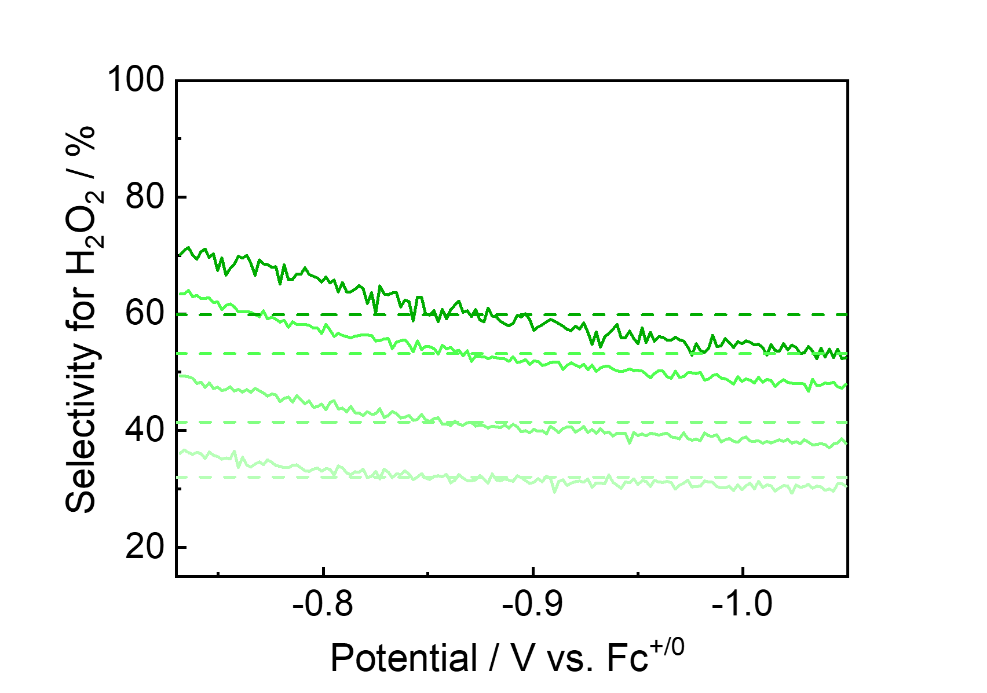 Selectivity for H₂O₂ / %
100
80
60
40
20
-0.8 -0.9 -1.0
Potential / V vs. Fc⁺/⁰